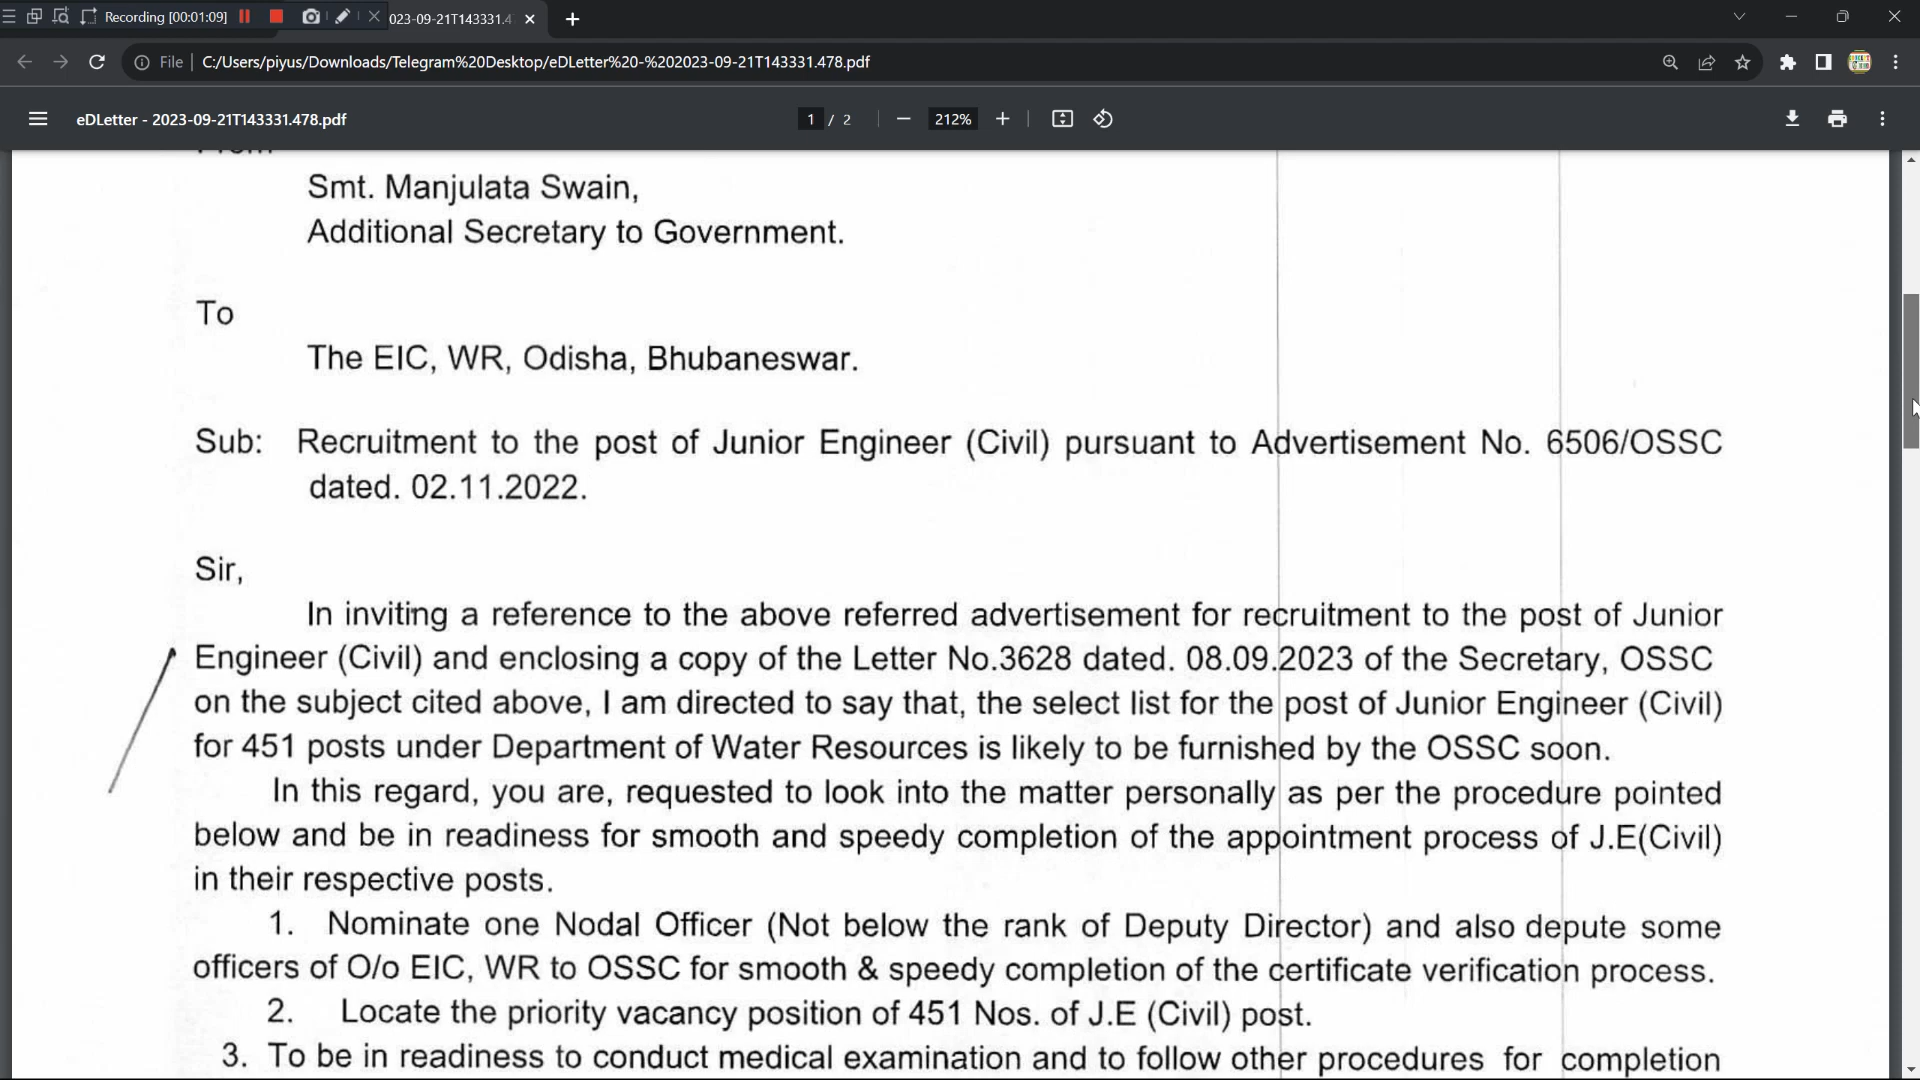 Recording [00:01:09]
023-09-21T143331.4
File
C:/Users/piyus/Downloads/Telegram%20Desktop/eDLetter%20-%202023-09-21T143331.478.pdf
eDLetter - 2023-09-21T143331.478.pdf
1 / 2
212%
From
Smt. Manjulata Swain,
Additional Secretary to Government.
To
The EIC, WR, Odisha, Bhubaneswar.
Sub: Recruitment to the post of Junior Engineer (Civil) pursuant to Advertisement No. 6506/OSSC
dated. 02.11.2022.
Sir,
In inviting a reference to the above referred advertisement for recruitment to the post of Junior
Engineer (Civil) and enclosing a copy of the Letter No.3628 dated. 08.09.2023 of the Secretary, OSSC
on the subject cited above, I am directed to say that, the select list for the post of Junior Engineer (Civil)
for 451 posts under Department of Water Resources is likely to be furnished by the OSSC soon.
In this regard, you are, requested to look into the matter personally as per the procedure pointed
below and be in readiness for smooth and speedy completion of the appointment process of J.E(Civil)
in their respective posts.
1. Nominate one Nodal Officer (Not below the rank of Deputy Director) and also depute some
officers of O/o EIC, WR to OSSC for smooth & speedy completion of the certificate verification process.
2. Locate the priority vacancy position of 451 Nos. of J.E (Civil) post.
3. To be in readiness to conduct medical examination and to follow other procedures for completion